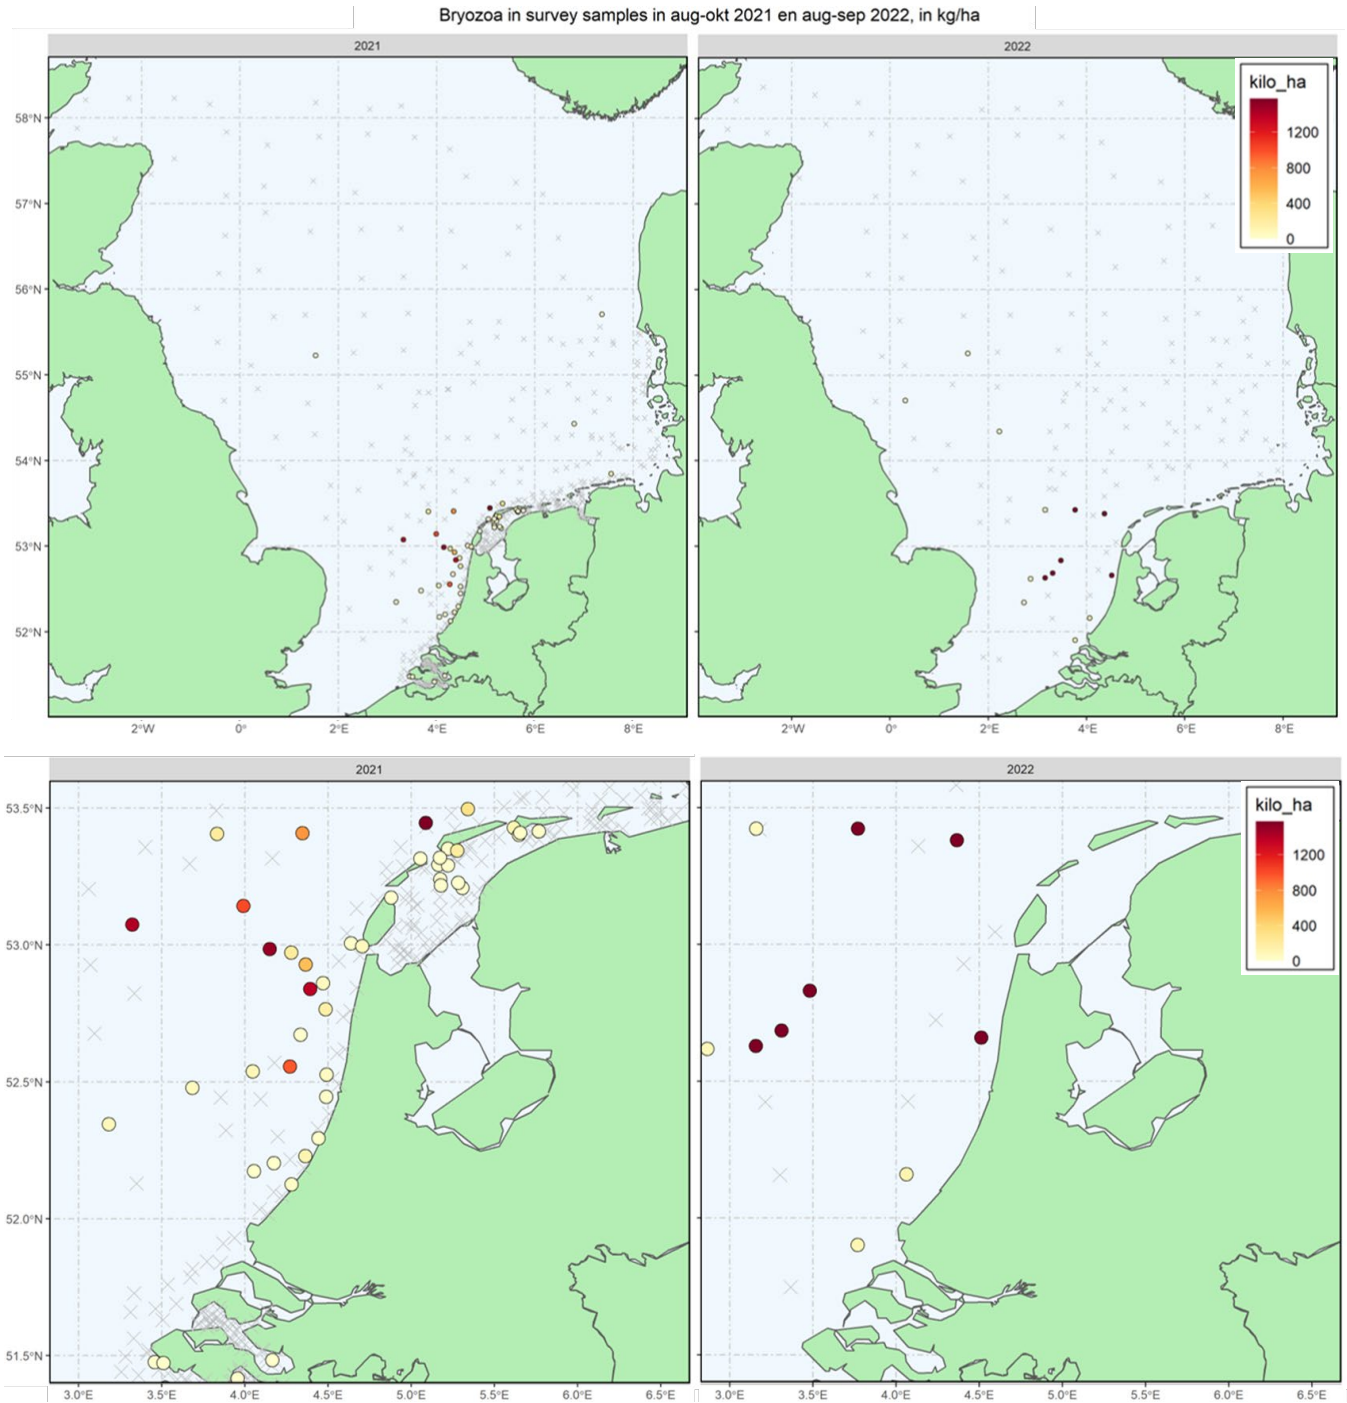 Bryozoa in survey samples in aug-okt 2021 en aug-sep 2022, in kg/ha
2021
2022
kilo_ha
1200
800
400
0
58°N
57°N
56°N
55°N
54°N
53°N
52°N
2°W
0°
2°E
4°E
6°E
8°E
2°W
0°
2°E
4°E
6°E
8°E
2021
2022
kilo_ha
1200
800
400
0
53.5°N
53.0°N
52.5°N
52.0°N
51.5°N
3.0°E
3.5°E
4.0°E
4.5°E
5.0°E
5.5°E
6.0°E
6.5°E
3.0°E
3.5°E
4.0°E
4.5°E
5.0°E
5.5°E
6.0°E
6.5°E